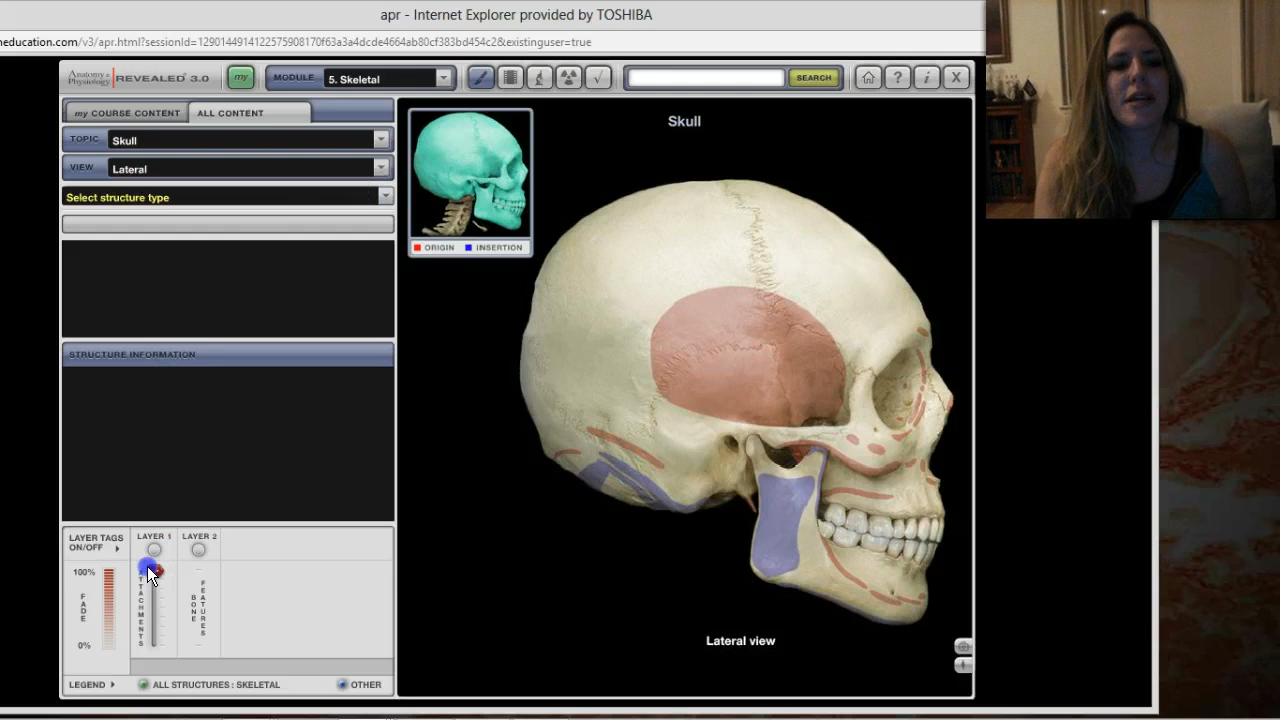 apr - Internet Explorer provided by TOSHIBA
neducation.com/v3/apr.html?sessionId=1290144914122575908170f63a3a4dcde4664ab80cf383bd454c2&existinguser=true
Anatomy & Physiology | REVEALED 3.0
my
MODULE 5. Skeletal
SEARCH
? i X
my COURSE CONTENT ALL CONTENT
TOPIC Skull
VIEW Lateral
Select structure type
STRUCTURE INFORMATION
Skull
ORIGIN INSERTION
Lateral view
LAYER TAGS ON/OFF
LAYER 1 LAYER 2
100%
FADE
0%
ATTACHMENTS
BONE FEATURES
LEGEND ALL STRUCTURES : SKELETAL OTHER